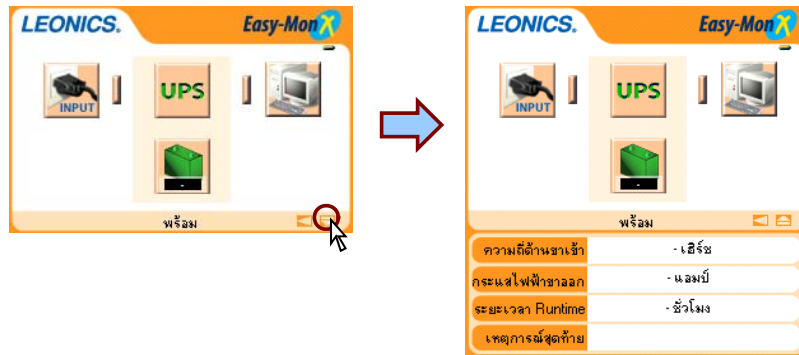 LEONICS. Easy-Mon X
INPUT UPS
-
พร้อม
LEONICS. Easy-Mon X
INPUT UPS
-
พร้อม
ความถี่ด้านขาเข้า - เฮิร์ซ
กระแสไฟฟ้าขาออก - แอมป์
ระยะเวลา Runtime - ชั่วโมง
เหตุการณ์สุดท้าย